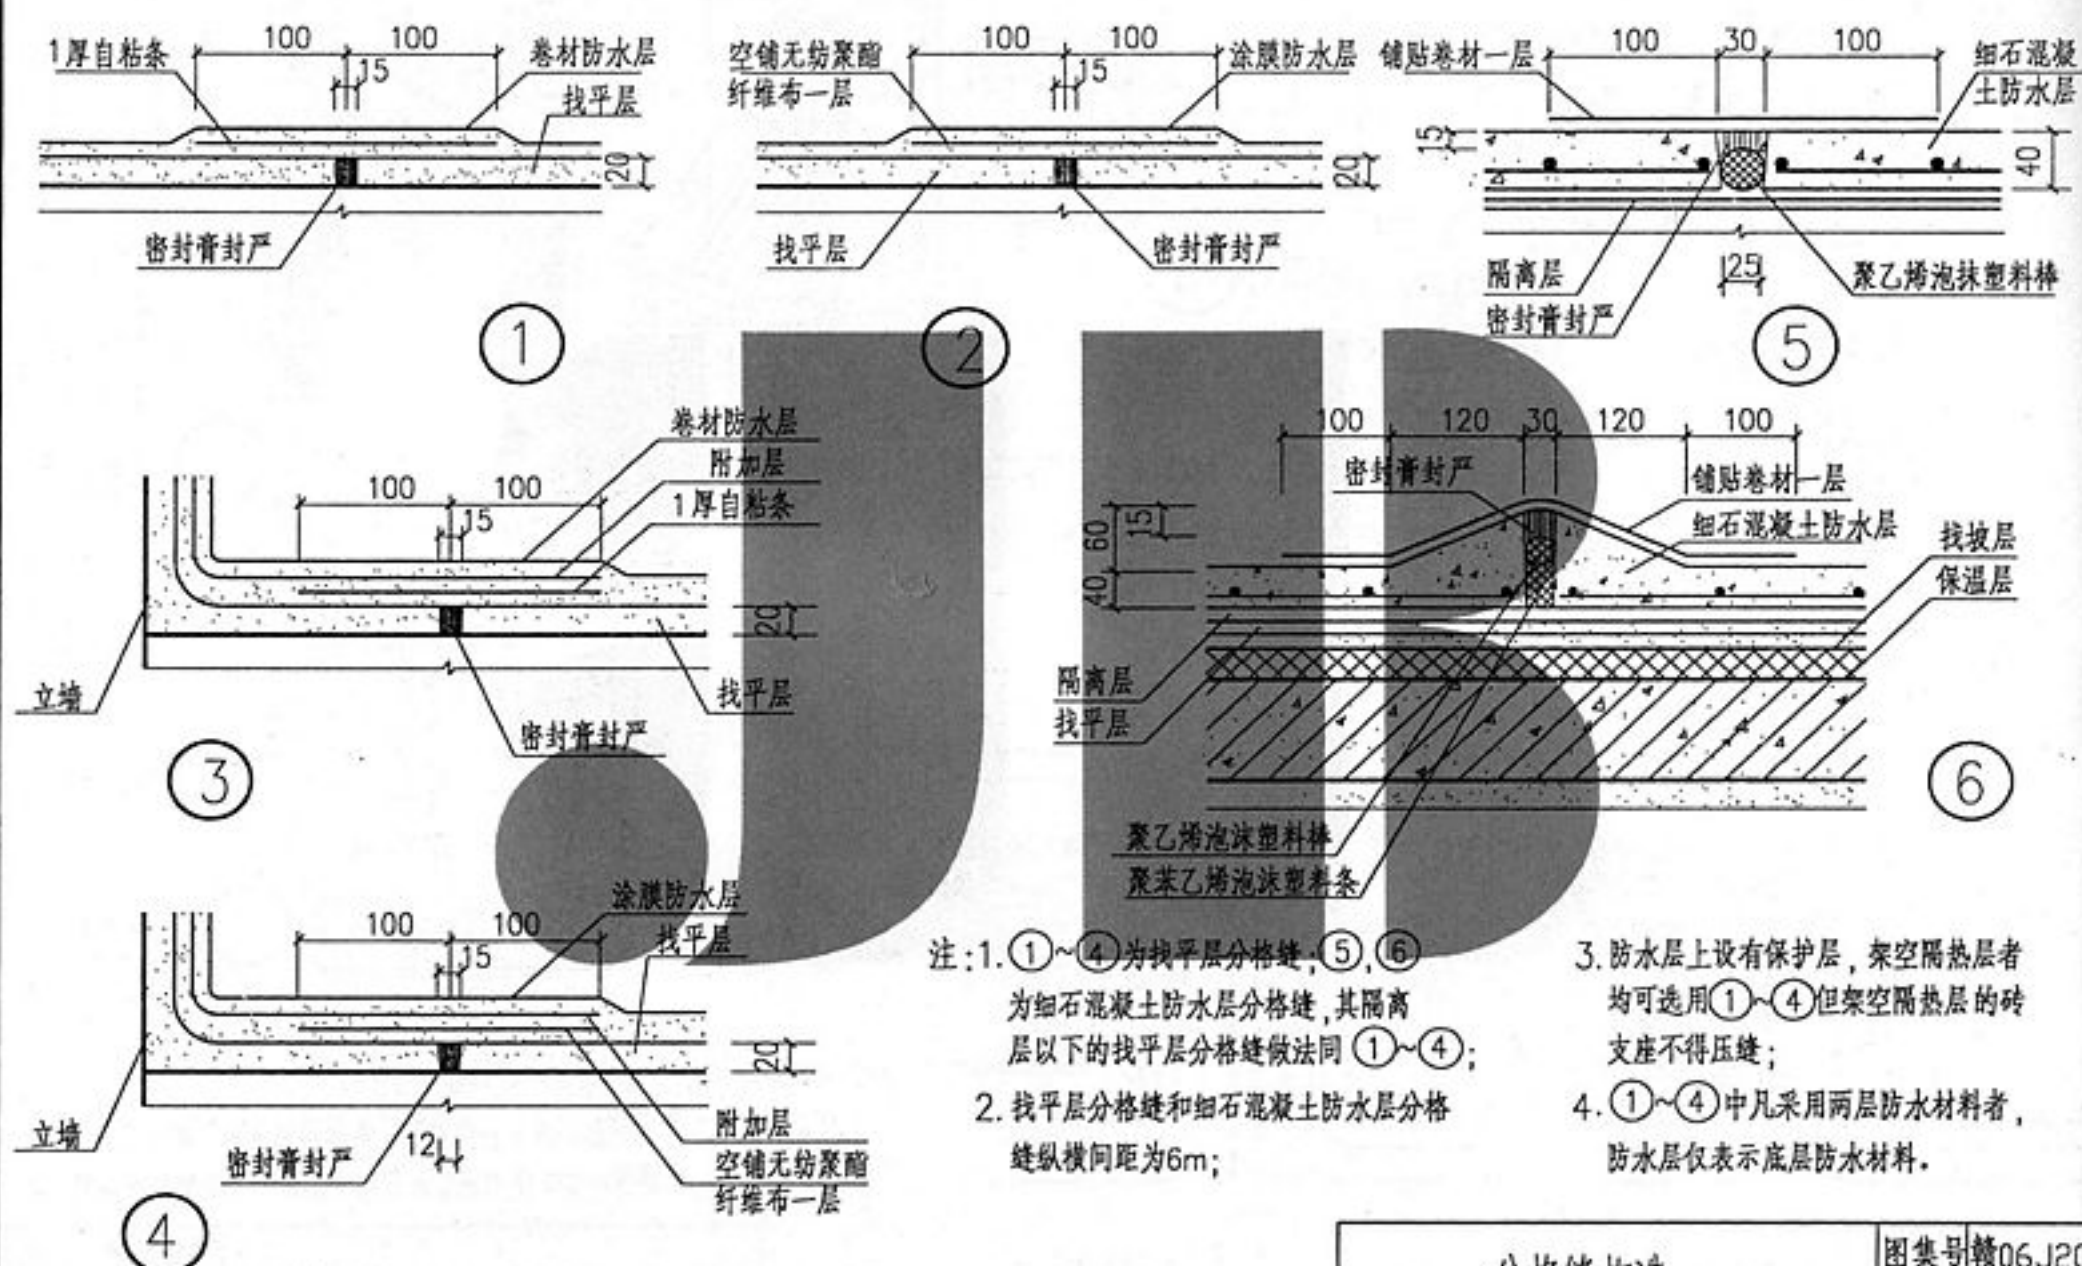 100 100
1厚自粘条
卷材防水层
15
找平层
20
密封膏封严
1
100 100
空铺无纺聚酯
纤维布一层
涂膜防水层
15
20
找平层
密封膏封严
2
100 30 100
铺贴卷材一层
细石混凝
土防水层
15
40
隔离层
25
聚乙烯泡抹塑料棒
密封膏封严
5
卷材防水层
附加层
1厚自粘条
100 100
15
20
立墙
找平层
密封膏封严
3
100 120 30 120 100
密封膏封严
铺贴卷材一层
细石混凝土防水层
找坡层
保温层
60
15
40
隔离层
找平层
聚乙烯泡沫塑料棒
聚苯乙烯泡沫塑料条
6
涂膜防水层
找平层
100 100
15
20
立墙
密封膏封严
12
附加层
空铺无纺聚酯
纤维布一层
4
注:1.①~④为找平层分格缝;⑤,⑥
为细石混凝土防水层分格缝,其隔离
层以下的找平层分格缝做法同①~④;
2.找平层分格缝和细石混凝土防水层分格
缝纵横间距为6m;
3.防水层上设有保护层,架空隔热层者
均可选用①~④但架空隔热层的砖
支座不得压缝;
4.①~④中凡采用两层防水材料者,
防水层仅表示底层防水材料.
图集号 赣06J20